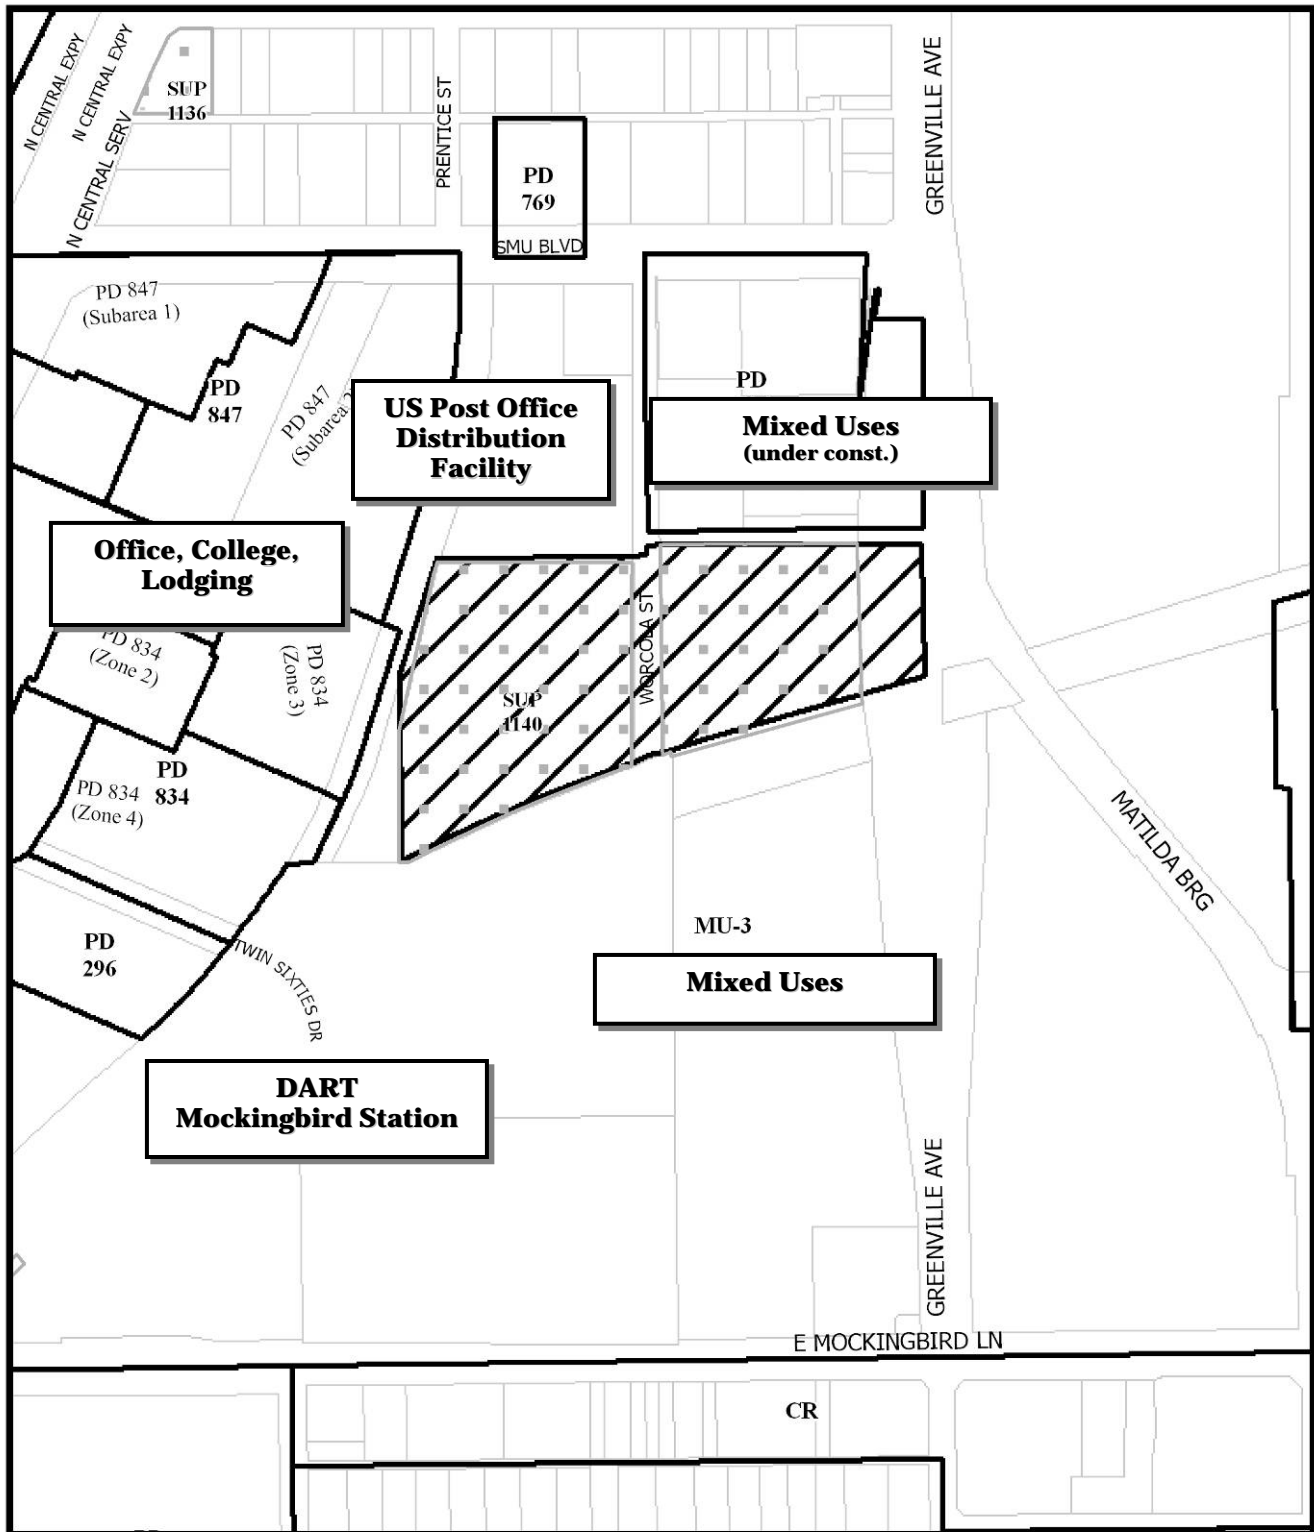 N CENTRAL EXPY
N CENTRAL EXPY
N CENTRAL SERV
SUP
1136
PRENTICE ST
GREENVILLE AVE
PD
769
SMU BLVD
PD 847
(Subarea 1)
PD
847
PD 847
(Subarea
US Post Office
Distribution
Facility
PD
Mixed Uses
(under const.)
Office, College,
Lodging
PD 834
(Zone 2)
PD 834
(Zone 3)
WORCOLA ST
SUP
1140
PD
834
PD 834
(Zone 4)
MATILDA BRG
PD
296
TWIN SIXTIES DR
MU-3
Mixed Uses
DART
Mockingbird Station
GREENVILLE AVE
E MOCKINGBIRD LN
CR